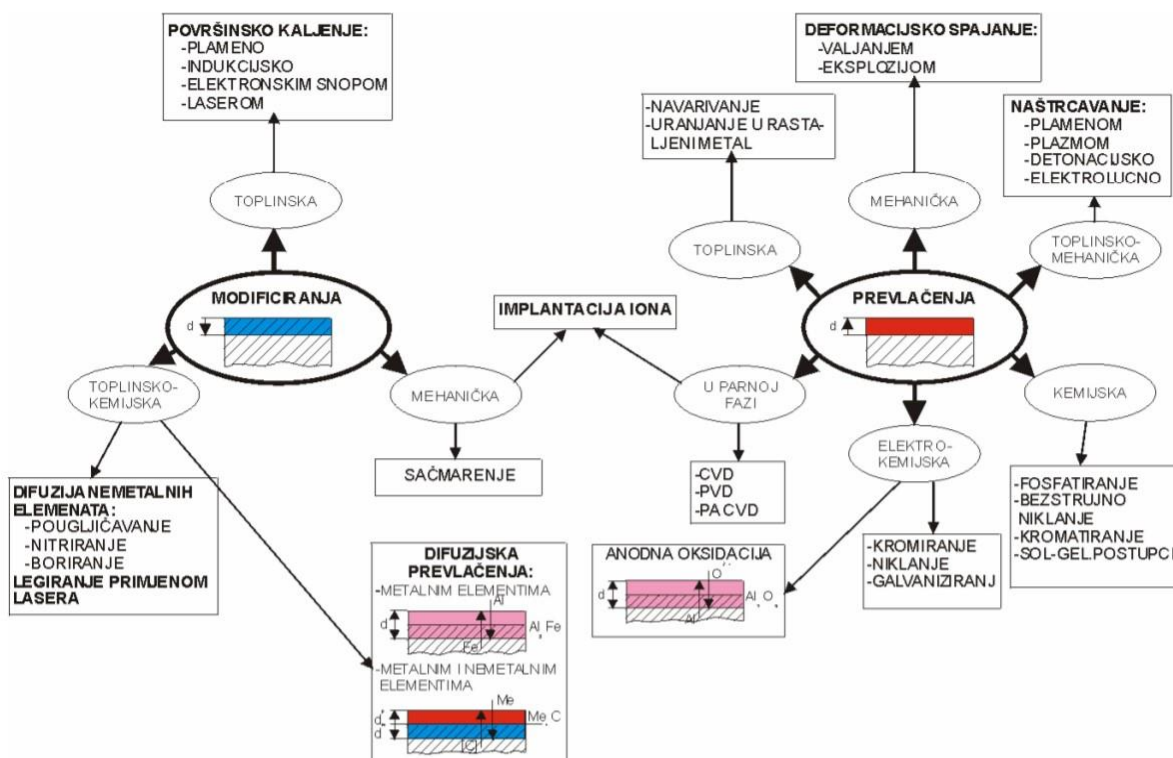 POVRŠINSKO KALJENJE:
-PLAMENO
-INDUKCIJSKO
-ELEKTRONSKIM SNOPOM
-LASEROM
DEFORMACIJSKO SPAJANJE:
-VALJANJEM
-EKSPLOZIJOM
-NAVARIVANJE
-URANJANJE U RASTA-
LJENI METAL
NAŠTRCAVANJE:
-PLAMENOM
-PLAZMOM
-DETONACIJSKO
-ELEKTROLUCNO
TOPLINSKA
MEHANIČKA
TOPLINSKA
TOPLINSKO-
MEHANIČKA
MODIFICIRANJA
d
IMPLANTACIJA IONA
PREVLAČENJA
d
TOPLINSKO-
KEMIJSKA
MEHANIČKA
U PARNOJ
FAZI
KEMIJSKA
ELEKTRO-
KEMIJSKA
SAČMARENJE
-CVD
-PVD
-PACVD
DIFUZIJA NEMETALNIH
ELEMENATA:
-POUGLJIČAVANJE
-NITRIRANJE
-BORIRANJE
LEGIRANJE PRIMJENOM
LASERA
-FOSFATIRANJE
-BEZSTRUJNO
NIKLANJE
-KROMATIRANJE
-SOL-GEL.POSTUPCI
-KROMIRANJE
-NIKLANJE
-GALVANIZIRANJ
DIFUZIJSKA
PREVLAČENJA:
-METALNIM ELEMENTIMA
Al
d
Al, Fe
Fe
-METALNIM I NEMETALNIM
ELEMENTIMA
Me
d
Me, C
d
C
ANODNA OKSIDACIJA
O
d
Al, O,
Al